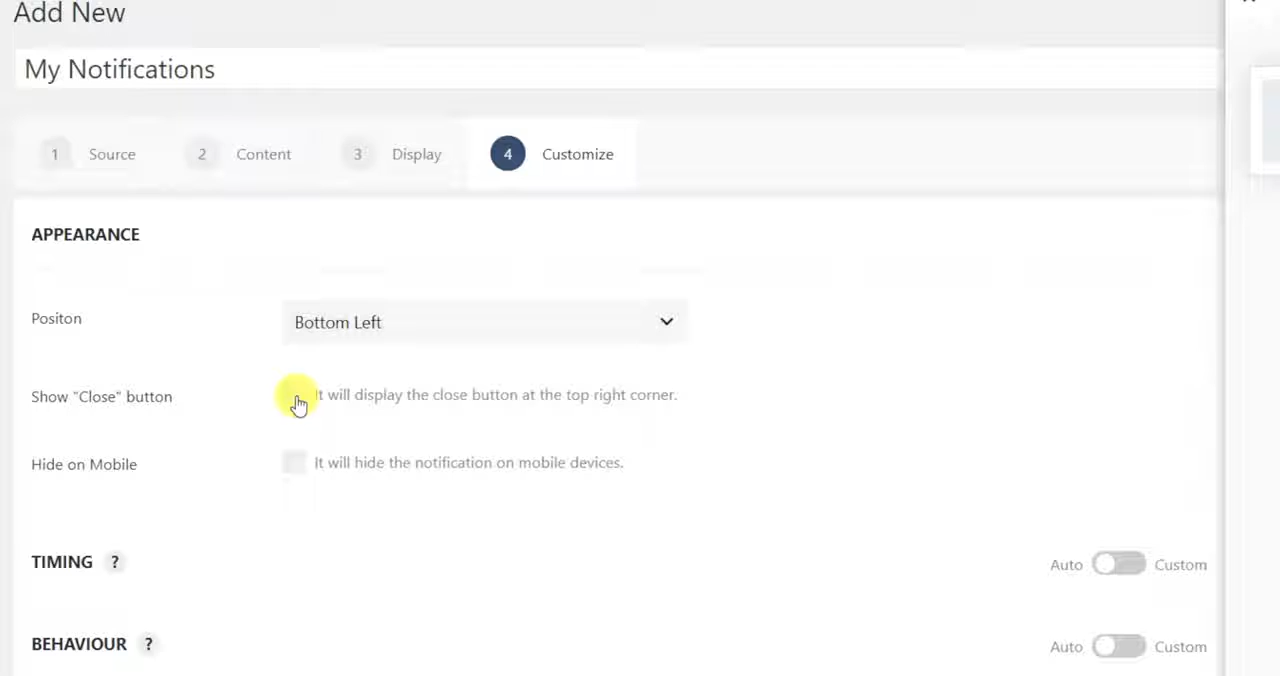 Add New
My Notifications
1 Source 2 Content 3 Display 4 Customize
APPEARANCE
Positon Bottom Left
Show "Close" button It will display the close button at the top right corner.
Hide on Mobile It will hide the notification on mobile devices.
TIMING ? Auto Custom
BEHAVIOUR ? Auto Custom